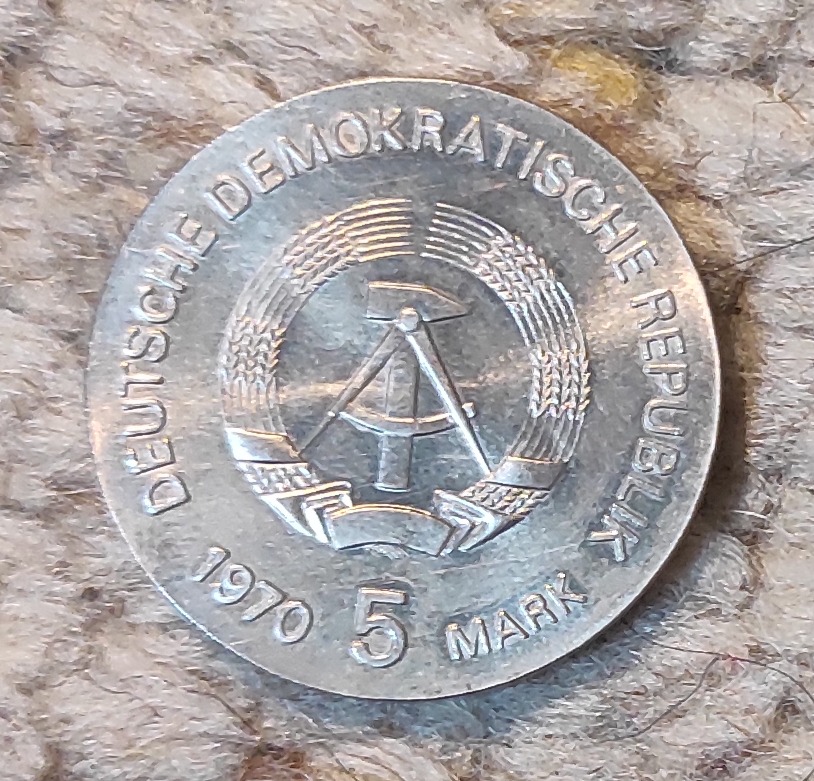 DEUTSCHE DEMOKRATISCHE REPUBLIK
1970 5 MARK